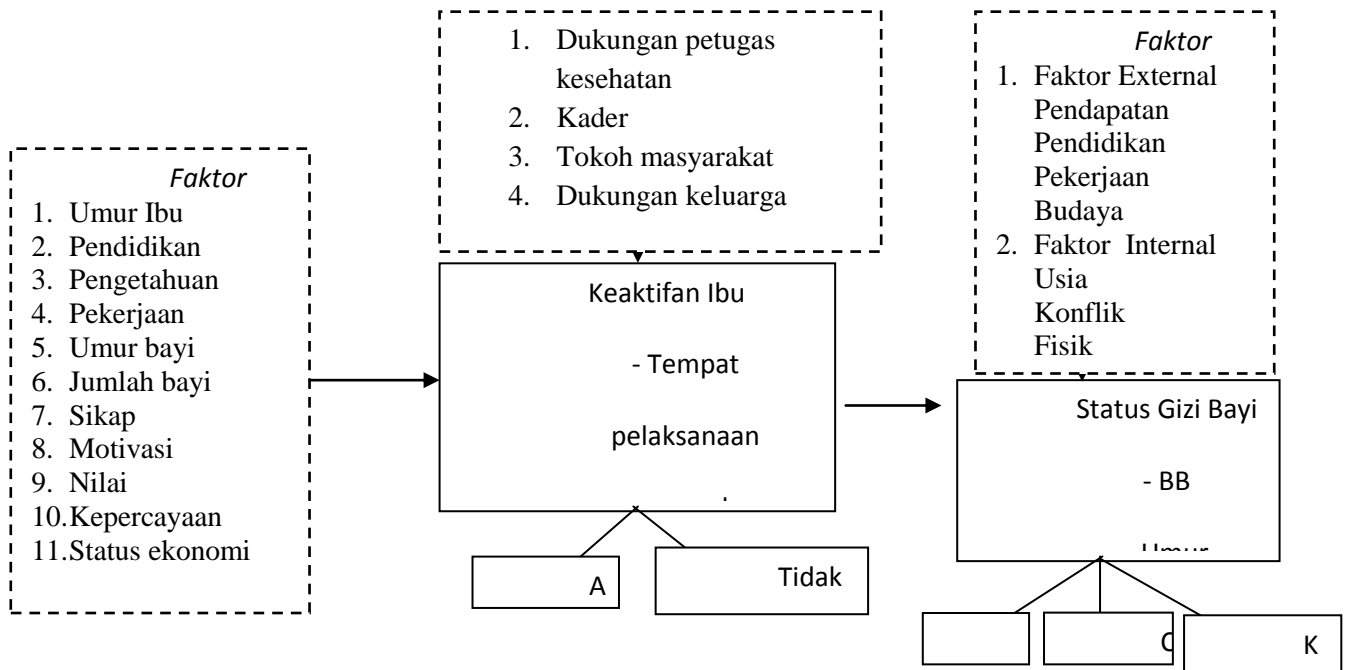 Faktor
1. Umur Ibu
2. Pendidikan
3. Pengetahuan
4. Pekerjaan
5. Umur bayi
6. Jumlah bayi
7. Sikap
8. Motivasi
9. Nilai
10.Kepercayaan
11.Status ekonomi
1. Dukungan petugas
kesehatan
2. Kader
3. Tokoh masyarakat
4. Dukungan keluarga
Keaktifan Ibu
- Tempat
pelaksanaan
A
Tidak
Faktor
1. Faktor External
Pendapatan
Pendidikan
Pekerjaan
Budaya
2. Faktor Internal
Usia
Konflik
Fisik
Status Gizi Bayi
- BB
Umur
K